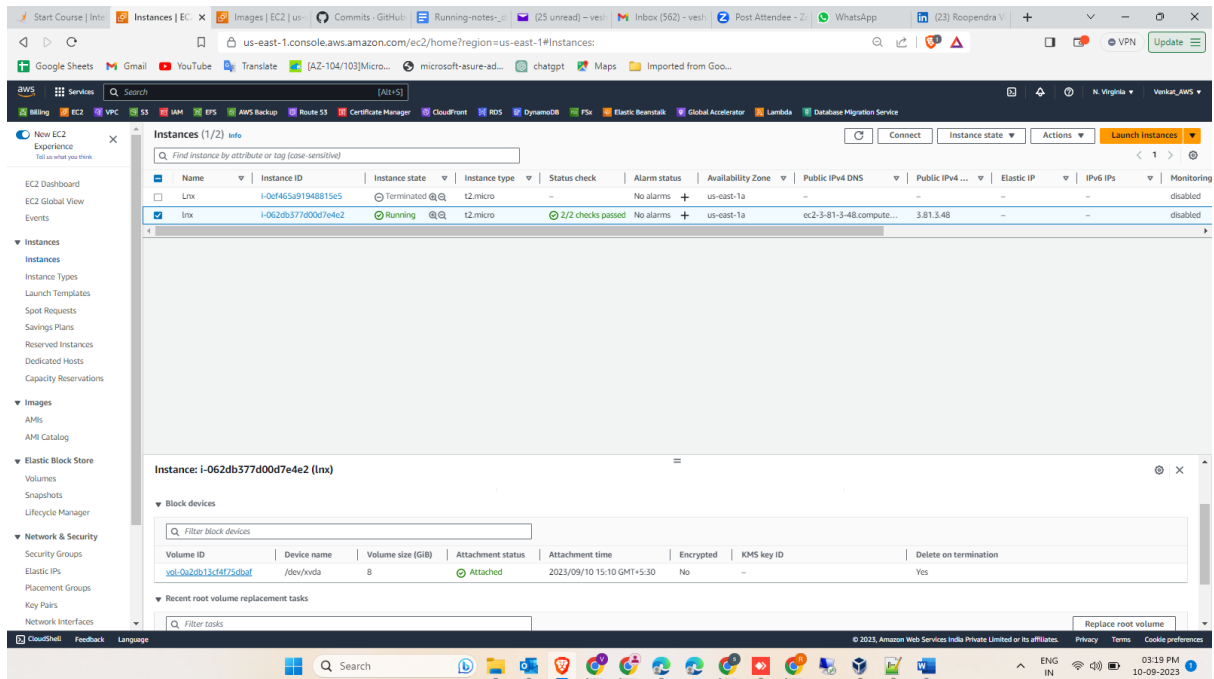 Start Course | Inte
Instances | EC
Images | EC2 | us-
Commits · GitHub
Running-notes-_d
(25 unread) – vesh
Inbox (562) - vesh
Post Attendee - Z
WhatsApp
(23) Roopendra V
us-east-1.console.aws.amazon.com/ec2/home?region=us-east-1#Instances:
VPN
Update
Google Sheets Gmail YouTube Translate [AZ-104/103]Micro... microsoft-asure-ad... chatgpt Maps Imported from Goo...
aws Services Search [Alt+S] N. Virginia Venkat_AWS
Billing EC2 VPC S3 IAM EFS AWS Backup Route 53 Certificate Manager CloudFront RDS DynamoDB FSx Elastic Beanstalk Global Accelerator Lambda Database Migration Service
New EC2
Experience
Tell us what you think
EC2 Dashboard
EC2 Global View
Events
Instances
Instances
Instance Types
Launch Templates
Spot Requests
Savings Plans
Reserved Instances
Dedicated Hosts
Capacity Reservations
Images
AMIs
AMI Catalog
Elastic Block Store
Volumes
Snapshots
Lifecycle Manager
Network & Security
Security Groups
Elastic IPs
Placement Groups
Key Pairs
Network Interfaces
Instances (1/2) Info
Connect Instance state Actions Launch instances
Find instance by attribute or tag (case-sensitive)
1
Name Instance ID Instance state Instance type Status check Alarm status Availability Zone Public IPv4 DNS Public IPv4 ... Elastic IP IPv6 IPs Monitoring
Lnx i-0ef465a91948815e5 Terminated t2.micro – No alarms us-east-1a – – – – disabled
lnx i-062db377d00d7e4e2 Running t2.micro 2/2 checks passed No alarms us-east-1a ec2-3-81-3-48.compute... 3.81.3.48 – – disabled
Instance: i-062db377d00d7e4e2 (lnx)
Block devices
Filter block devices
Volume ID Device name Volume size (GiB) Attachment status Attachment time Encrypted KMS key ID Delete on termination
vol-0a2db13cf4f75dbaf /dev/xvda 8 Attached 2023/09/10 15:10 GMT+5:30 No – Yes
Recent root volume replacement tasks
Filter tasks
Replace root volume
CloudShell Feedback Language © 2023, Amazon Web Services India Private Limited or its affiliates. Privacy Terms Cookie preferences
Search
ENG
IN
03:19 PM
10-09-2023
1